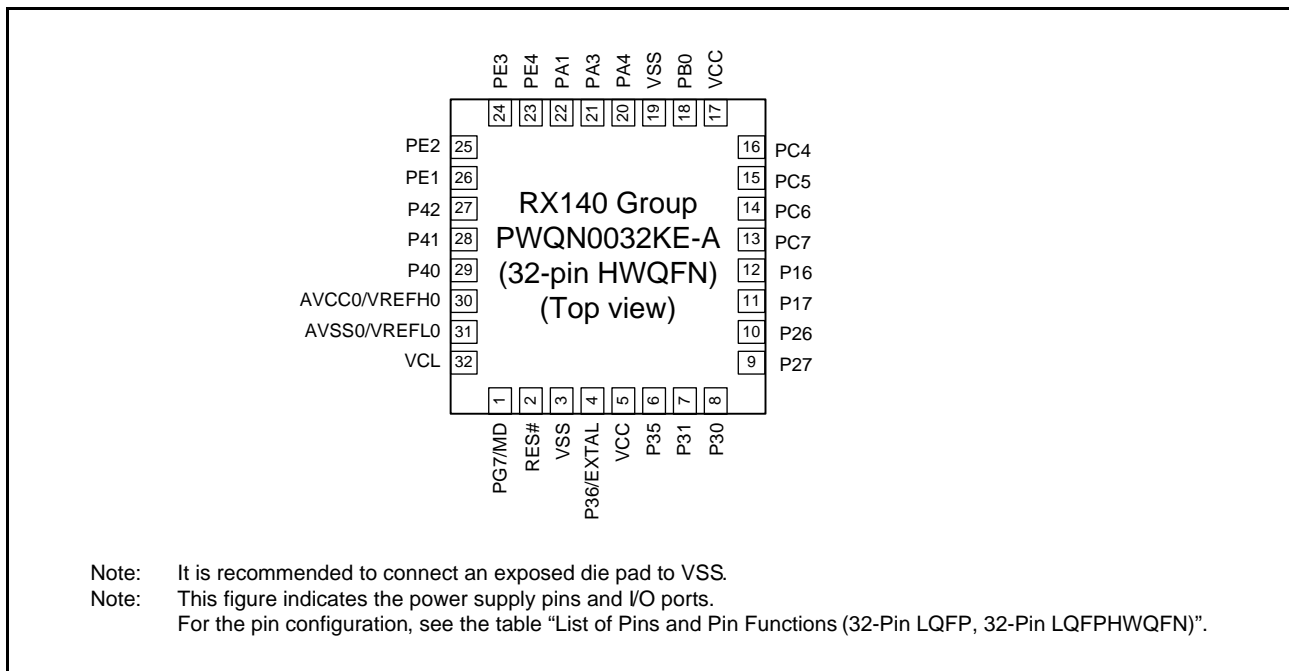 PE3
PE4
PA1
PA3
PA4
VSS
PB0
VCC
24
23
22
21
20
19
18
17
PE2 25
PE1 26
P42 27
P41 28
P40 29
AVCC0/VREFH0 30
AVSS0/VREFL0 31
VCL 32
RX140 Group
PWQN0032KE-A
(32-pin HWQFN)
(Top view)
16 PC4
15 PC5
14 PC6
13 PC7
12 P16
11 P17
10 P26
9 P27
1
2
3
4
5
6
7
8
PG7/MD
RES#
VSS
P36/EXTAL
VCC
P35
P31
P30
Note: It is recommended to connect an exposed die pad to VSS.
Note: This figure indicates the power supply pins and I/O ports.
For the pin configuration, see the table “List of Pins and Pin Functions (32-Pin LQFP, 32-Pin LQFPHWQFN)”.